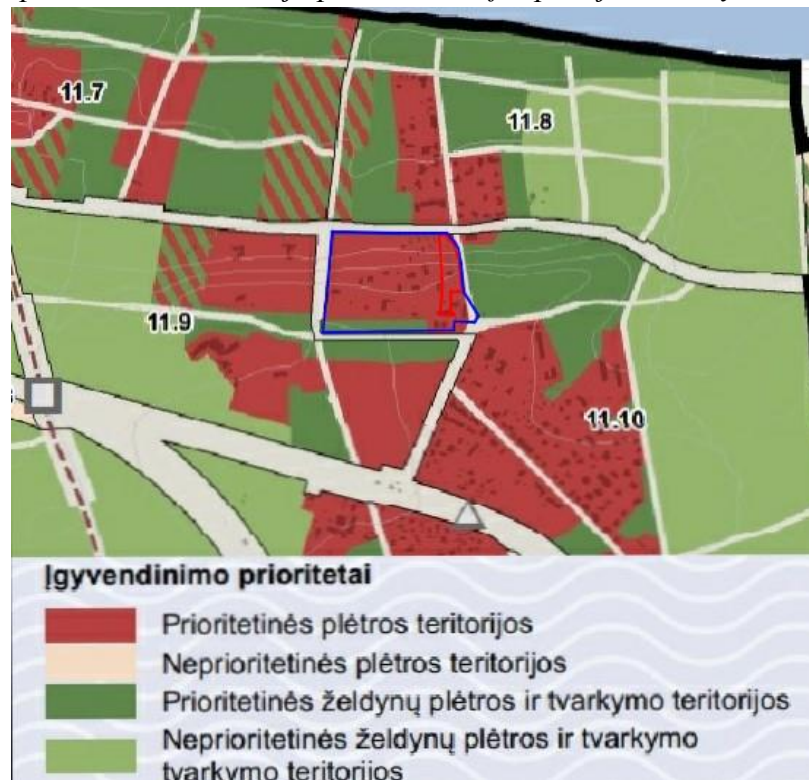 11.7
11.8
11.9
11.10
Įgyvendinimo prioritetai
Prioritetinės plėtros teritorijos
Neprioritetinės plėtros teritorijos
Prioritetinės želdynų plėtros ir tvarkymo teritorijos
Neprioritetinės želdynų plėtros ir tvarkymo
tvarkymo teritorijos